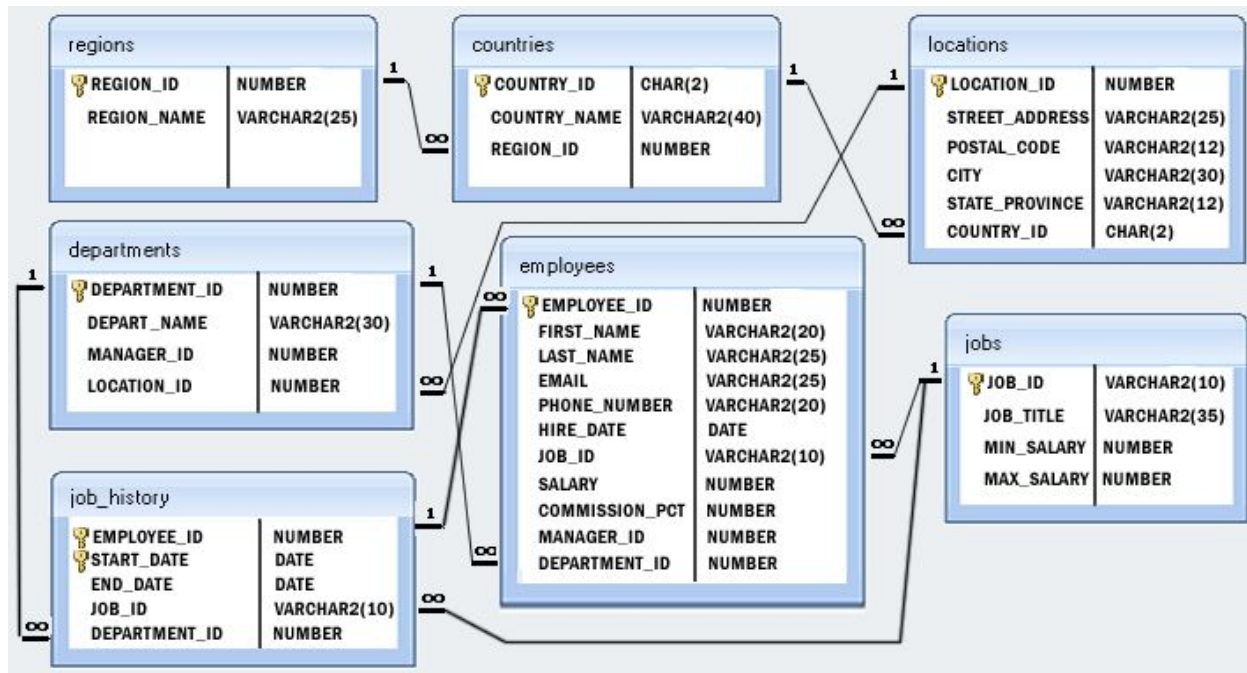 regions
REGION_ID NUMBER
REGION_NAME VARCHAR2(25)
1
∞
countries
COUNTRY_ID CHAR(2)
COUNTRY_NAME VARCHAR2(40)
REGION_ID NUMBER
1
∞
locations
1
LOCATION_ID NUMBER
STREET_ADDRESS VARCHAR2(25)
POSTAL_CODE VARCHAR2(12)
CITY VARCHAR2(30)
STATE_PROVINCE VARCHAR2(12)
COUNTRY_ID CHAR(2)
departments
1
DEPARTMENT_ID NUMBER
DEPART_NAME VARCHAR2(30)
MANAGER_ID NUMBER
LOCATION_ID NUMBER
1
∞
employees
∞
EMPLOYEE_ID NUMBER
FIRST_NAME VARCHAR2(20)
LAST_NAME VARCHAR2(25)
EMAIL VARCHAR2(25)
PHONE_NUMBER VARCHAR2(20)
HIRE_DATE DATE
JOB_ID VARCHAR2(10)
SALARY NUMBER
COMMISSION_PCT NUMBER
MANAGER_ID NUMBER
DEPARTMENT_ID NUMBER
∞
∞
jobs
1
JOB_ID VARCHAR2(10)
JOB_TITLE VARCHAR2(35)
MIN_SALARY NUMBER
MAX_SALARY NUMBER
job_history
1
EMPLOYEE_ID NUMBER
START_DATE DATE
END_DATE DATE
JOB_ID VARCHAR2(10)
DEPARTMENT_ID NUMBER
∞
∞